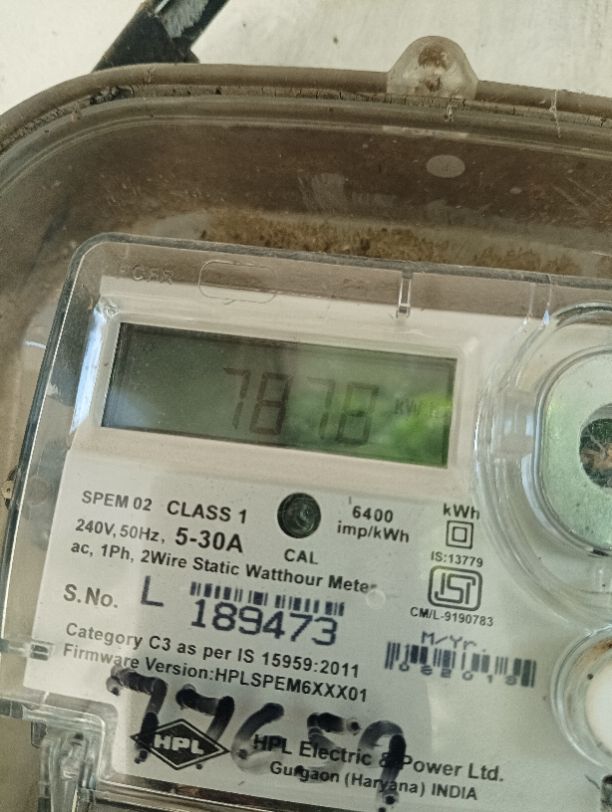 7878
KWH
SPEM 02 CLASS 1
240V, 50Hz, 5-30A
ac, 1Ph, 2Wire Static Watthour Meter
CAL
6400
imp/kWh
kWh
IS:13779
ISI
CM/L-9190783
S.No. L 189473
M/Yr.
Category C3 as per IS 15959:2011
Firmware Version:HPLSPEM6XXX01
77659
HPL
HPL Electric & Power Ltd.
Gurgaon (Haryana) INDIA